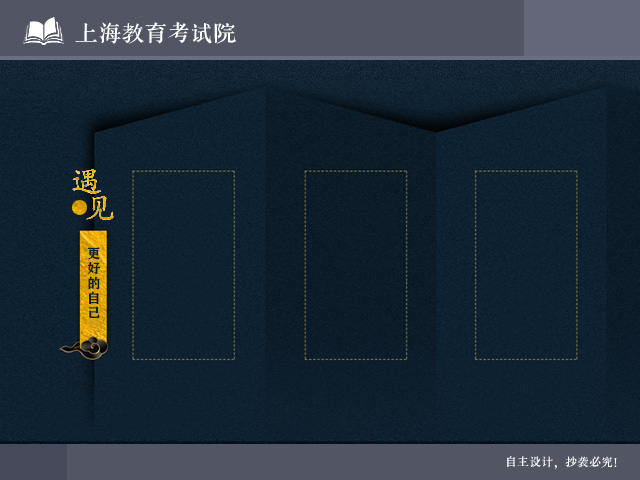 上海教育考试院
遇
见
更好的自己
自主设计，抄袭必究!